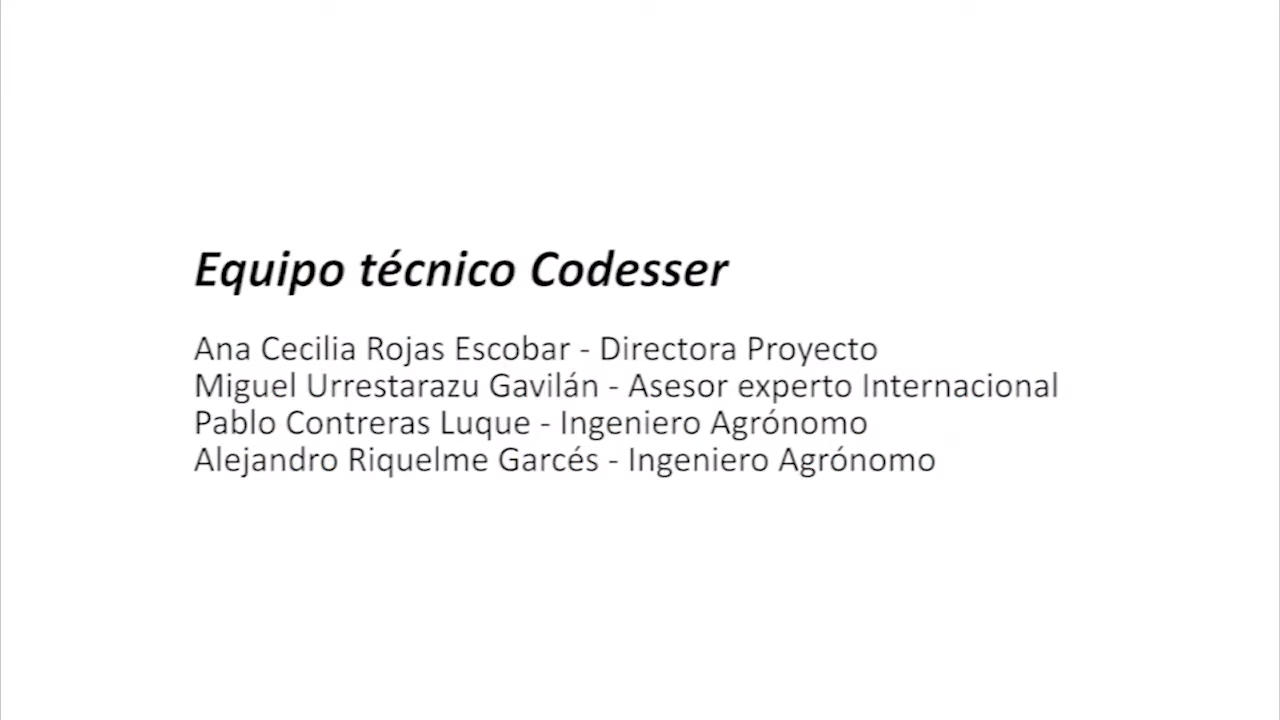 Equipo técnico Codesser
Ana Cecilia Rojas Escobar - Directora Proyecto
Miguel Urrestarazu Gavilán - Asesor experto Internacional
Pablo Contreras Luque - Ingeniero Agrónomo
Alejandro Riquelme Garcés - Ingeniero Agrónomo